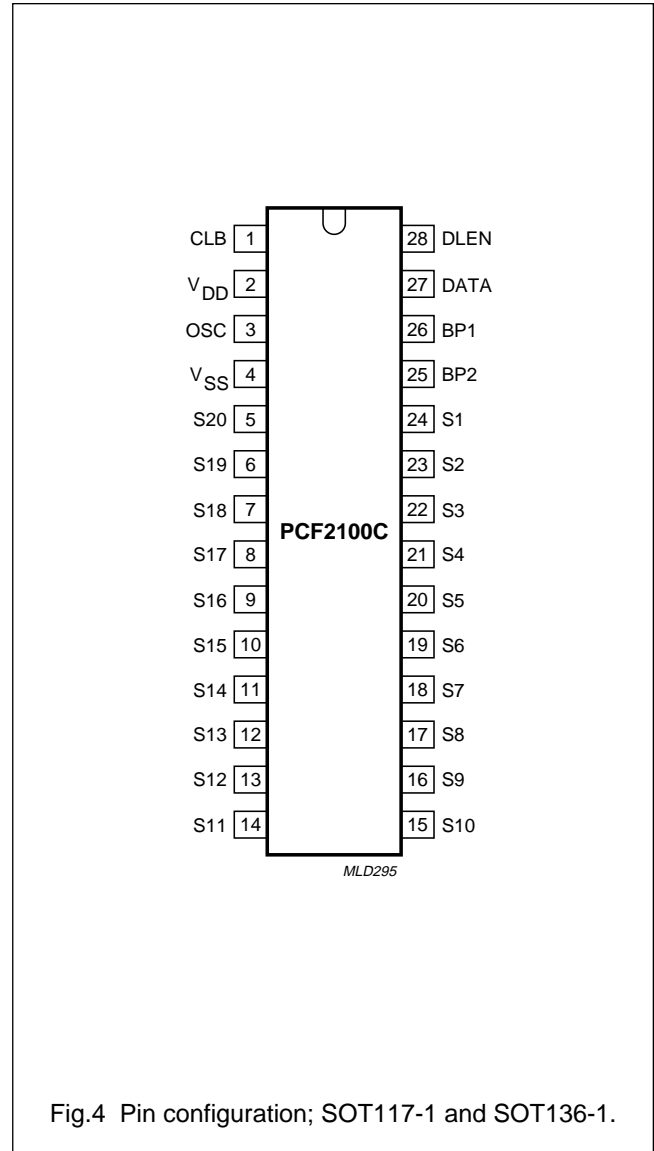 CLB 1 28 DLEN
VDD 2 27 DATA
OSC 3 26 BP1
VSS 4 25 BP2
S20 5 24 S1
S19 6 23 S2
S18 7 22 S3
PCF2100C
S17 8 21 S4
S16 9 20 S5
S15 10 19 S6
S14 11 18 S7
S13 12 17 S8
S12 13 16 S9
S11 14 15 S10
MLD295
Fig.4 Pin configuration; SOT117-1 and SOT136-1.